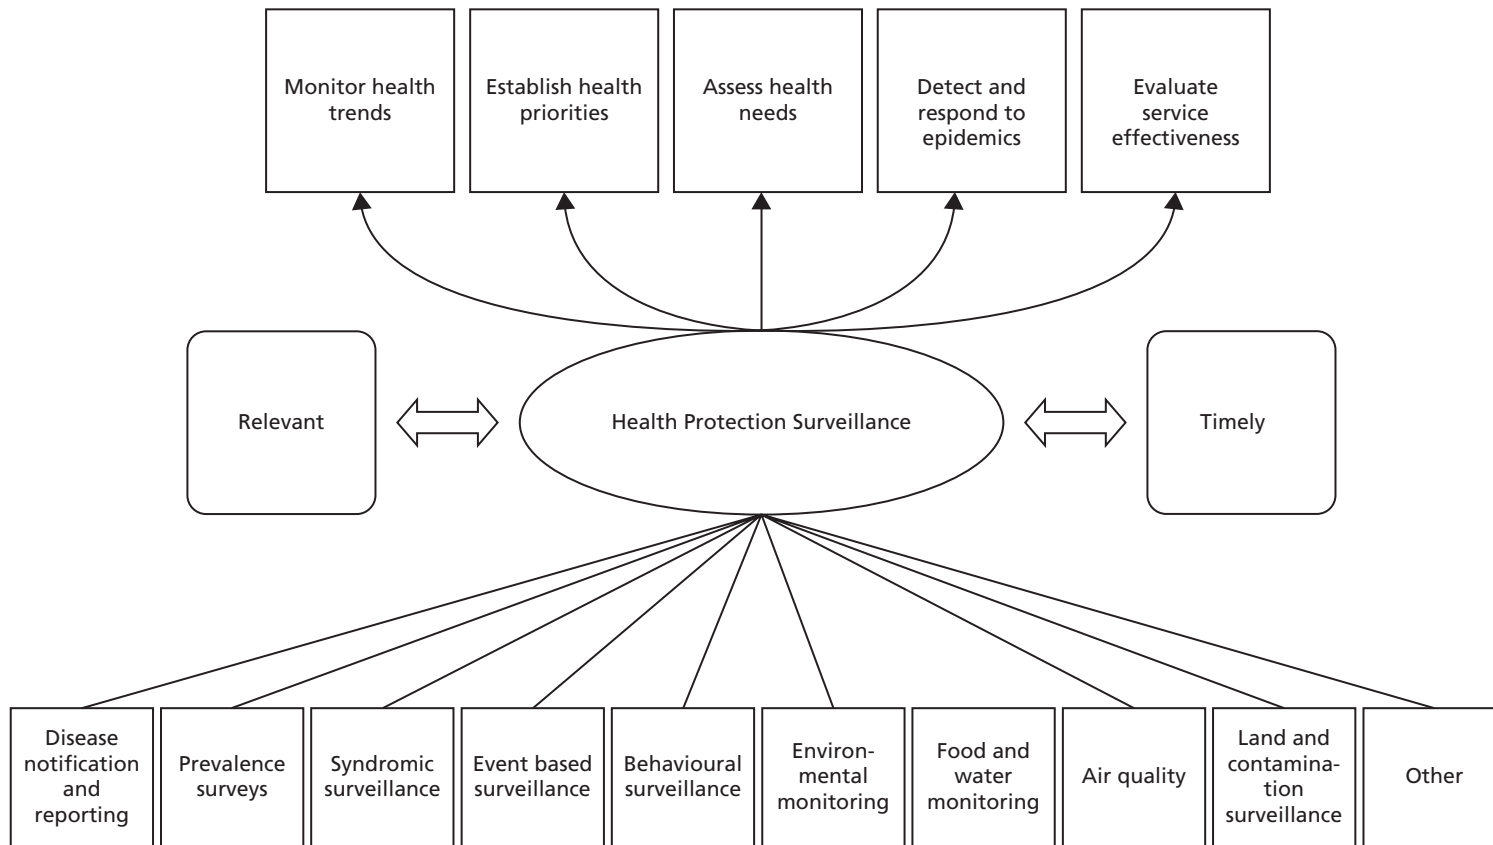 Monitor health
trends
Establish health
priorities
Assess health
needs
Detect and
respond to
epidemics
Evaluate
service
effectiveness
Relevant
Health Protection Surveillance
Timely
Disease
notification
and
reporting
Prevalence
surveys
Syndromic
surveillance
Event based
surveillance
Behavioural
surveillance
Environ-
mental
monitoring
Food and
water
monitoring
Air quality
Land and
contamina-
tion
surveillance
Other